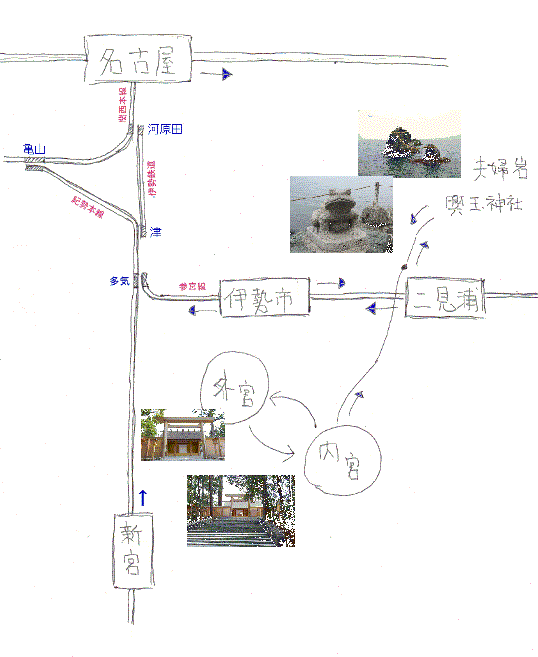 名古屋
関西本線
河原田
亀山
伊勢鉄道
紀勢本線
津
夫婦岩
興玉神社
多気
参宮線
伊勢市
二見浦
外宮
内宮
新宮